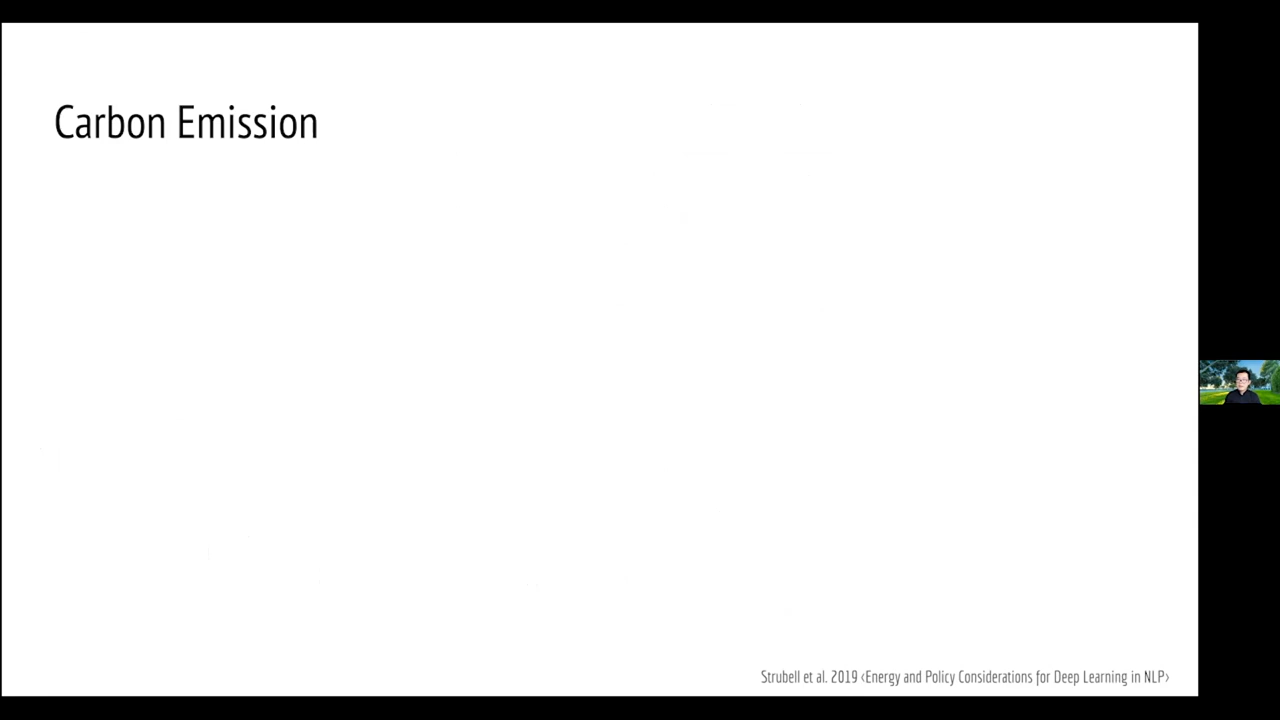 Carbon Emission
Strubell et al. 2019 ‹Energy and Policy Considerations for Deep Learning in NLP›